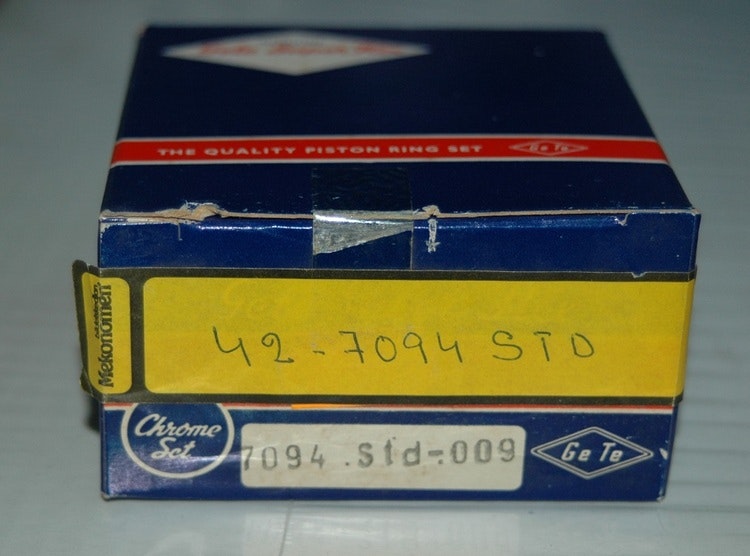 THE QUALITY PISTON RING SET
Ge Te
Mekonomen
42-7094 STD
Chrome
Set
7094 .Std-.009
Ge Te